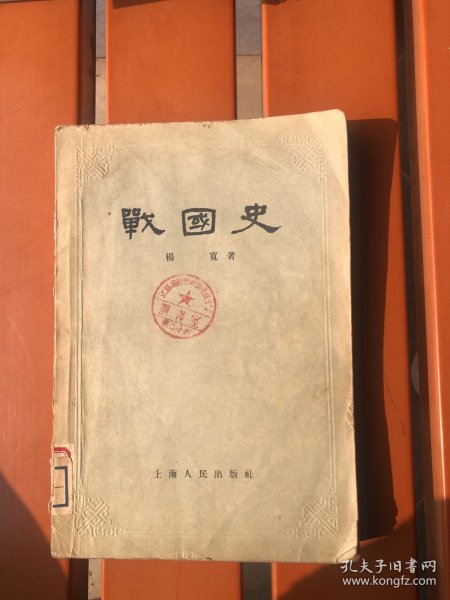 戰國史
楊 寬 著
上海人民出版社
孔夫子旧书网
www.kongfz.com